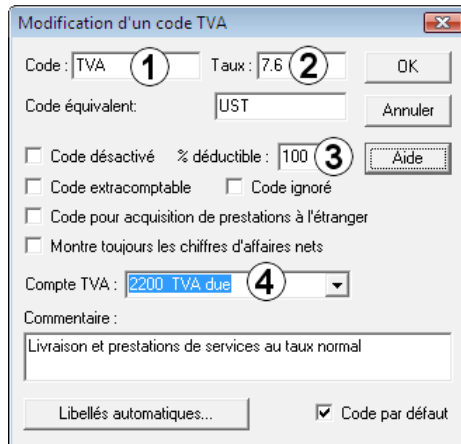 Modification d'un code TVA
Code : TVA 1 Taux : 7.6 2 OK
Code équivalent: UST Annuler
Code désactivé % déductible : 100 3 Aide
Code extracomptable Code ignoré
Code pour acquisition de prestations à l'étranger
Montre toujours les chiffres d'affaires nets
Compte TVA : 2200 TVA due 4
Commentaire :
Livraison et prestations de services au taux normal
Libellés automatiques... Code par défaut